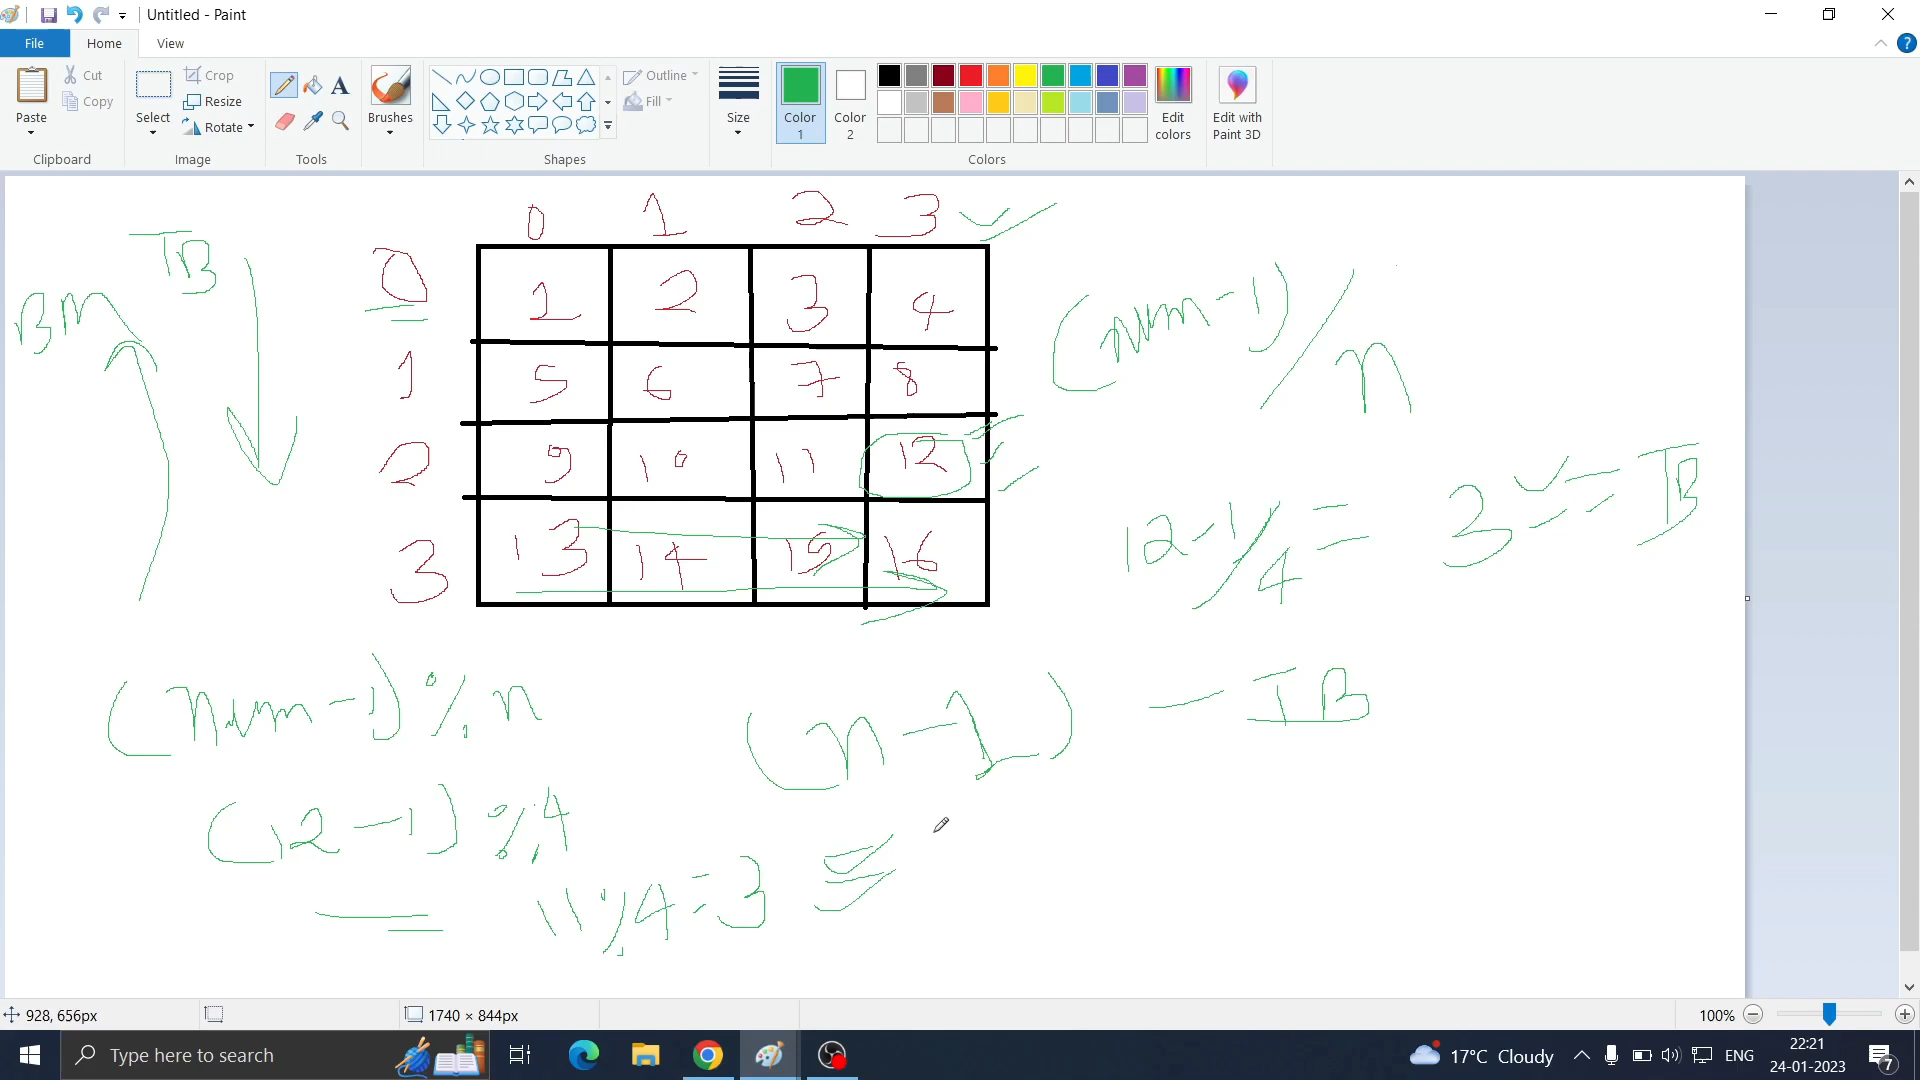 Untitled - Paint
File Home View
Paste
Cut
Copy
Clipboard
Select
Crop
Resize
Rotate
Image
Tools
Brushes
Shapes
Outline
Fill
Size
Color 1
Color 2
Edit colors
Colors
Edit with Paint 3D
0 1 2 3
0 1 2 3 4
1 5 6 7 8
2 9 10 11 12
3 13 14 15 16
TB
BM
(num-1)/n
12-1/4 = 3 = TB
(num-1)%n
(n-1) - TB
(12-1)%4
11%4=3
928, 656px
1740 × 844px
100%
Type here to search
17°C Cloudy
ENG
22:21
24-01-2023
7